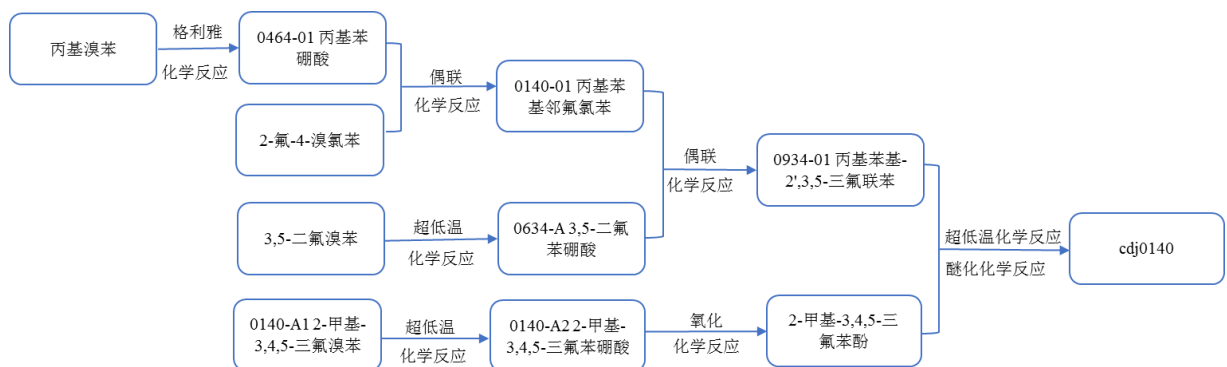 丙基溴苯
格利雅
化学反应
0464-01 丙基苯
硼酸
2-氟-4-溴氯苯
偶联
化学反应
0140-01 丙基苯
基邻氟氯苯
3,5-二氟溴苯
超低温
化学反应
0634-A 3,5-二氟
苯硼酸
偶联
化学反应
0934-01 丙基苯基-
2',3,5-三氟联苯
0140-A1 2-甲基-
3,4,5-三氟溴苯
超低温
化学反应
0140-A2 2-甲基-
3,4,5-三氟苯硼酸
氧化
化学反应
2-甲基-3,4,5-三
氟苯酚
超低温化学反应
醚化化学反应
cdj0140